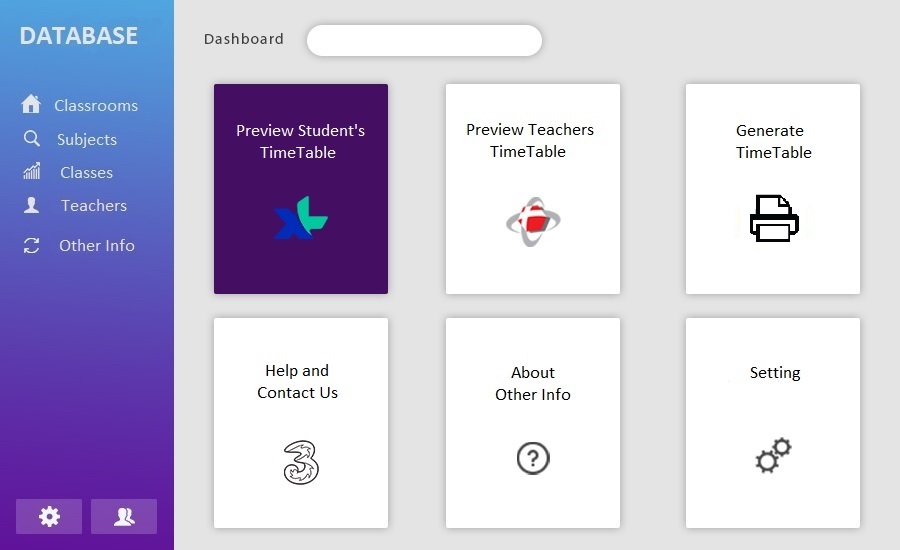 DATABASE
Classrooms
Subjects
Classes
Teachers
Other Info
Dashboard
Preview Student's
TimeTable
Preview Teachers
TimeTable
Generate
TimeTable
Help and
Contact Us
3
About
Other Info
?
Setting